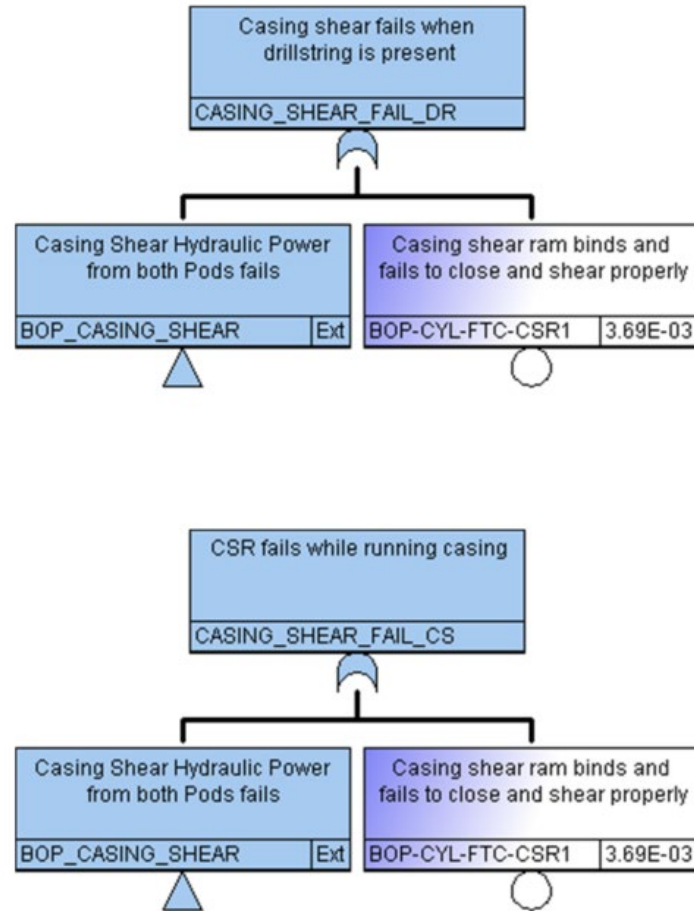 Casing shear fails when
drillstring is present
CASING_SHEAR_FAIL_DR
Casing Shear Hydraulic Power
from both Pods fails
BOP_CASING_SHEAR Ext
Casing shear ram binds and
fails to close and shear properly
BOP-CYL-FTC-CSR1 3.69E-03
CSR fails while running casing
CASING_SHEAR_FAIL_CS
Casing Shear Hydraulic Power
from both Pods fails
BOP_CASING_SHEAR Ext
Casing shear ram binds and
fails to close and shear properly
BOP-CYL-FTC-CSR1 3.69E-03